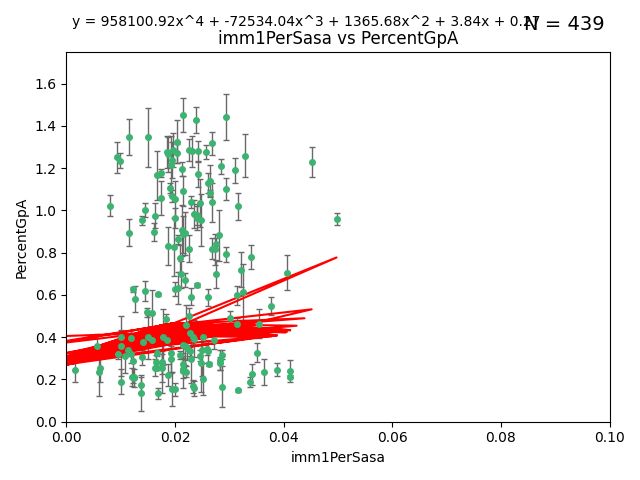 y = 958100.92x^4 + -72534.04x^3 + 1365.68x^2 + 3.84x +
N = 439
imm1PerSasa vs PercentGpA
PercentGpA
1.6
1.4
1.2
1.0
0.8
0.6
0.4
0.2
0.0
0.00 0.02 0.04 0.06 0.08 0.10
imm1PerSasa